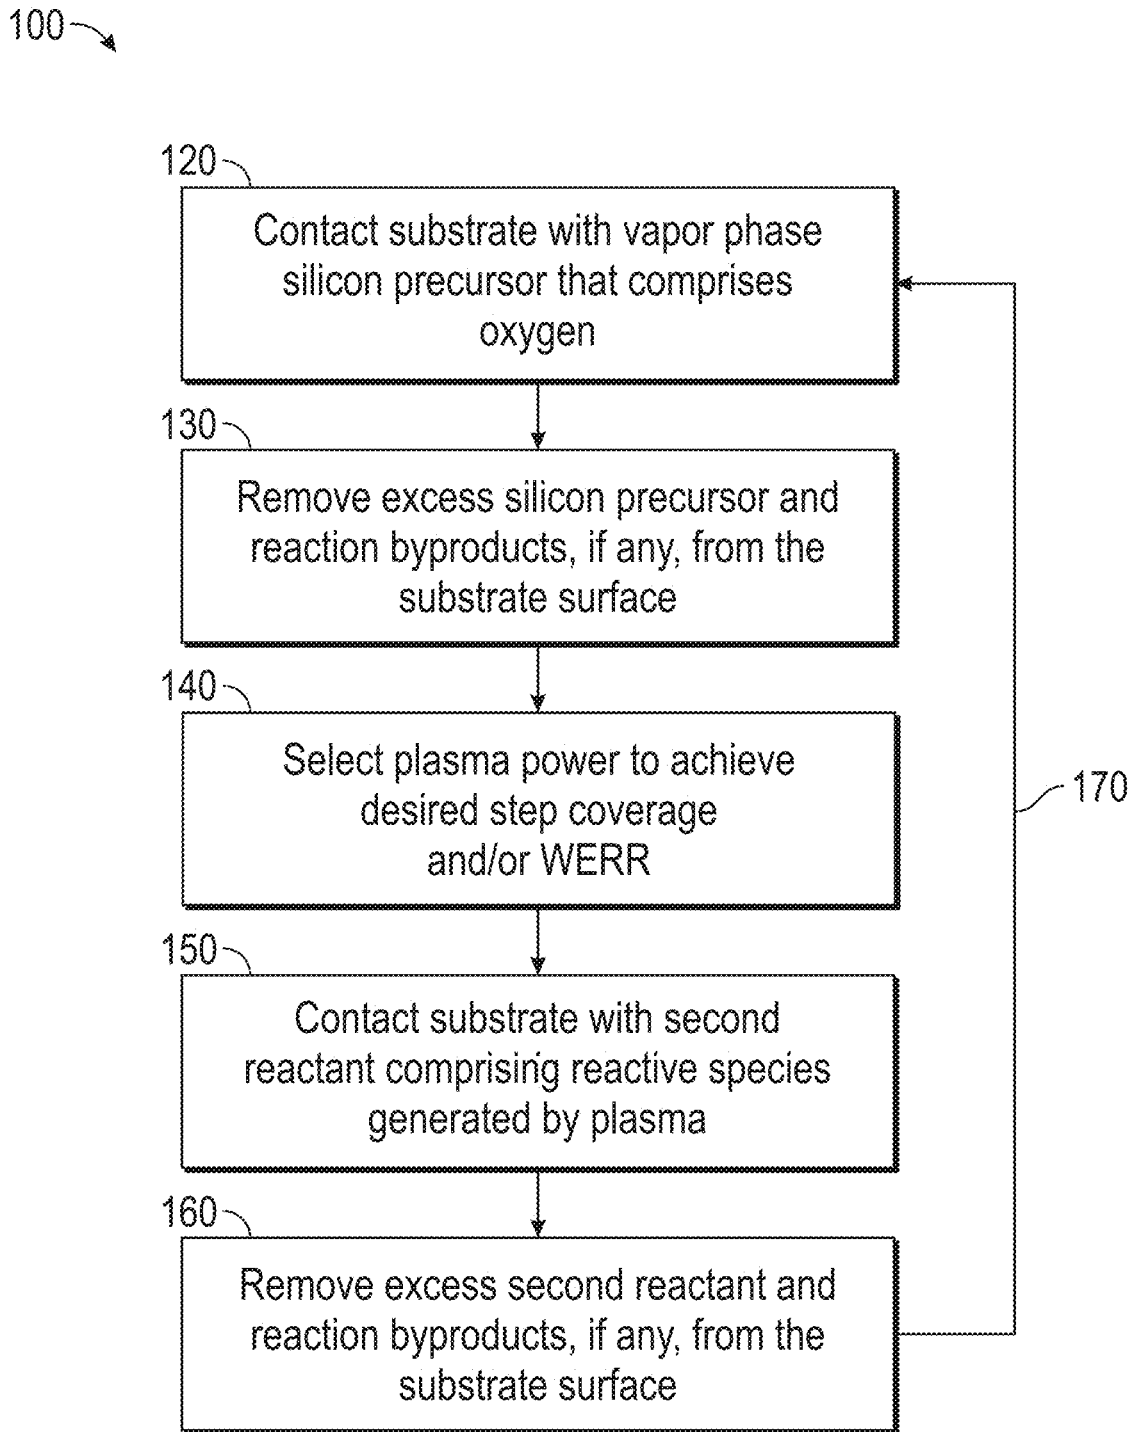 100
120
Contact substrate with vapor phase
silicon precursor that comprises
oxygen
130
Remove excess silicon precursor and
reaction byproducts, if any, from the
substrate surface
140
Select plasma power to achieve
desired step coverage
and/or WERR
170
150
Contact substrate with second
reactant comprising reactive species
generated by plasma
160
Remove excess second reactant and
reaction byproducts, if any, from the
substrate surface